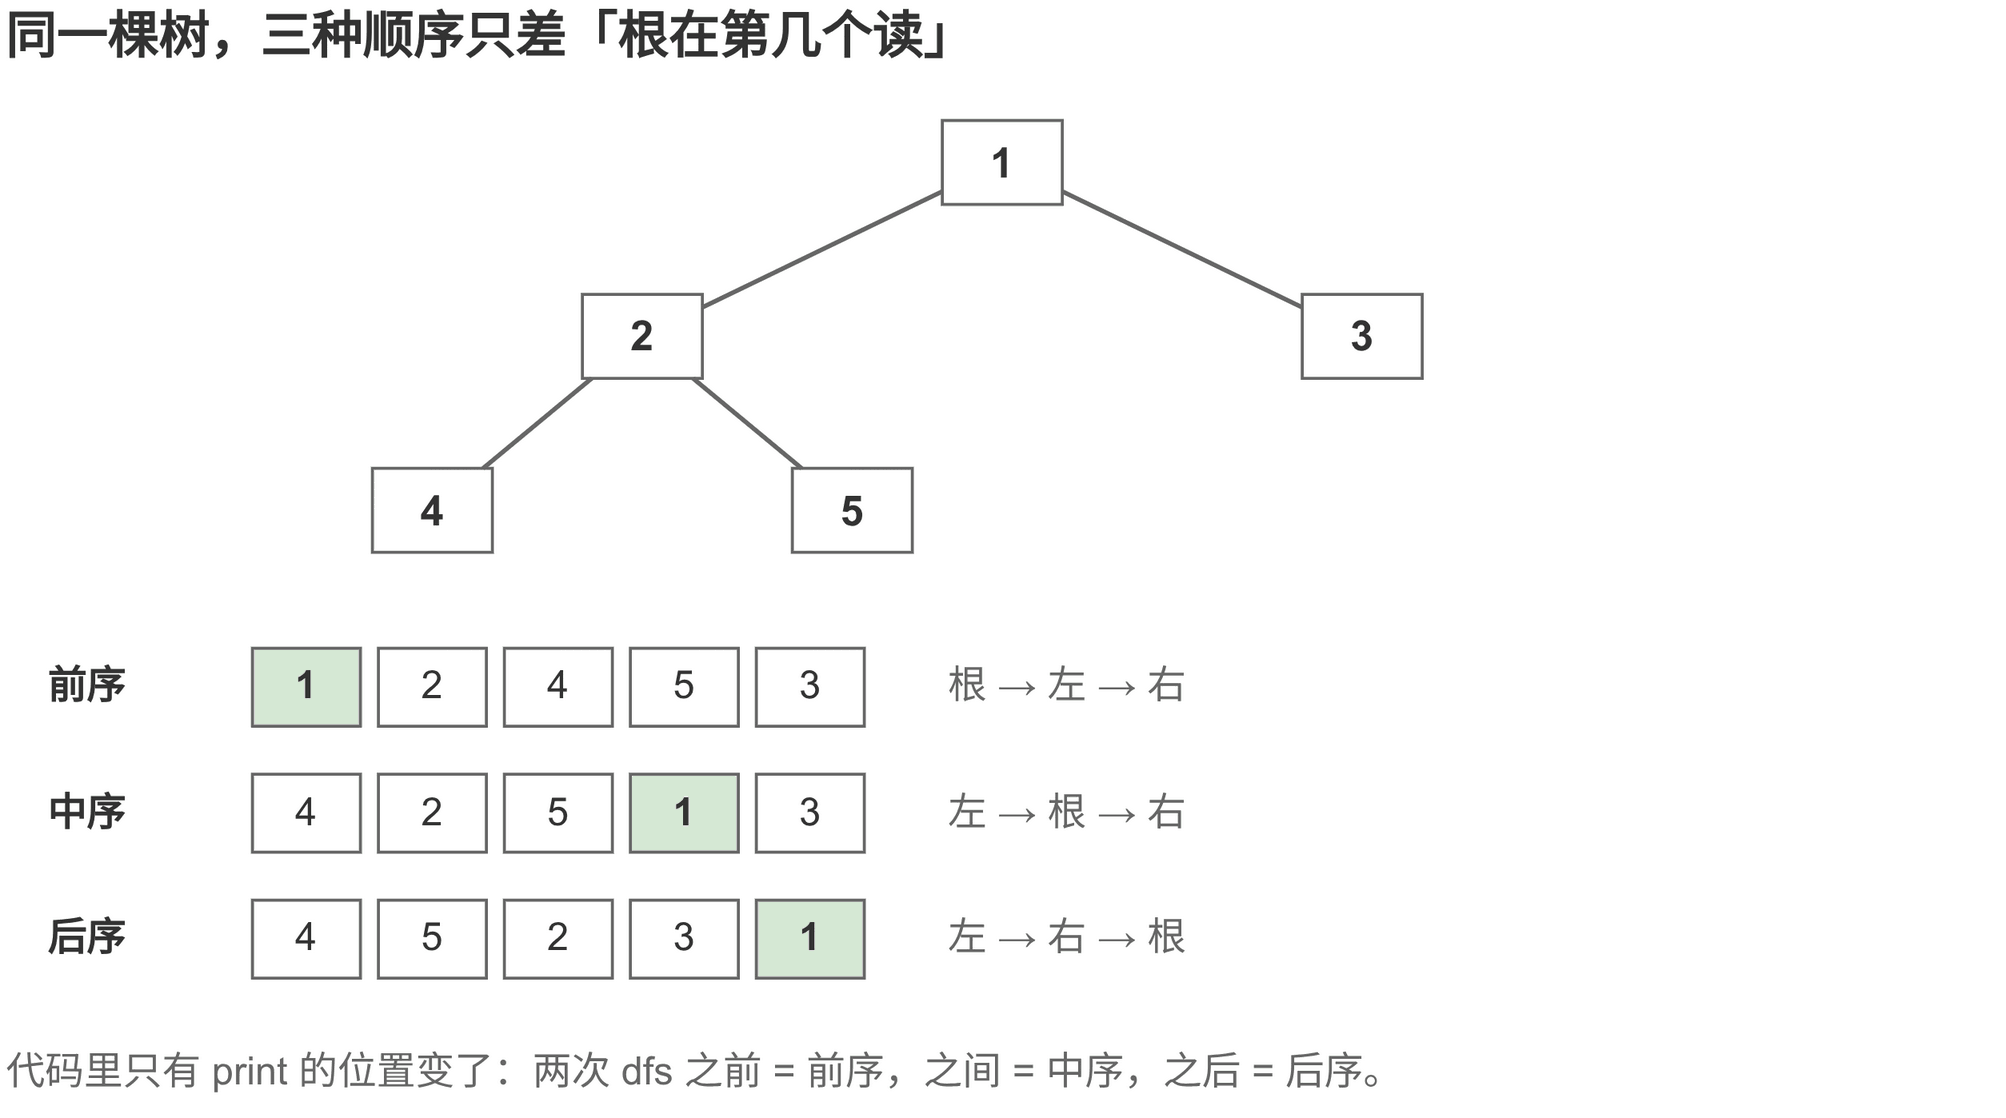 同一棵树，三种顺序只差「根在第几个读」
1
2
3
4
5
前序 1 2 4 5 3 根 → 左 → 右
中序 4 2 5 1 3 左 → 根 → 右
后序 4 5 2 3 1 左 → 右 → 根
代码里只有 print 的位置变了：两次 dfs 之前 = 前序，之间 = 中序，之后 = 后序。